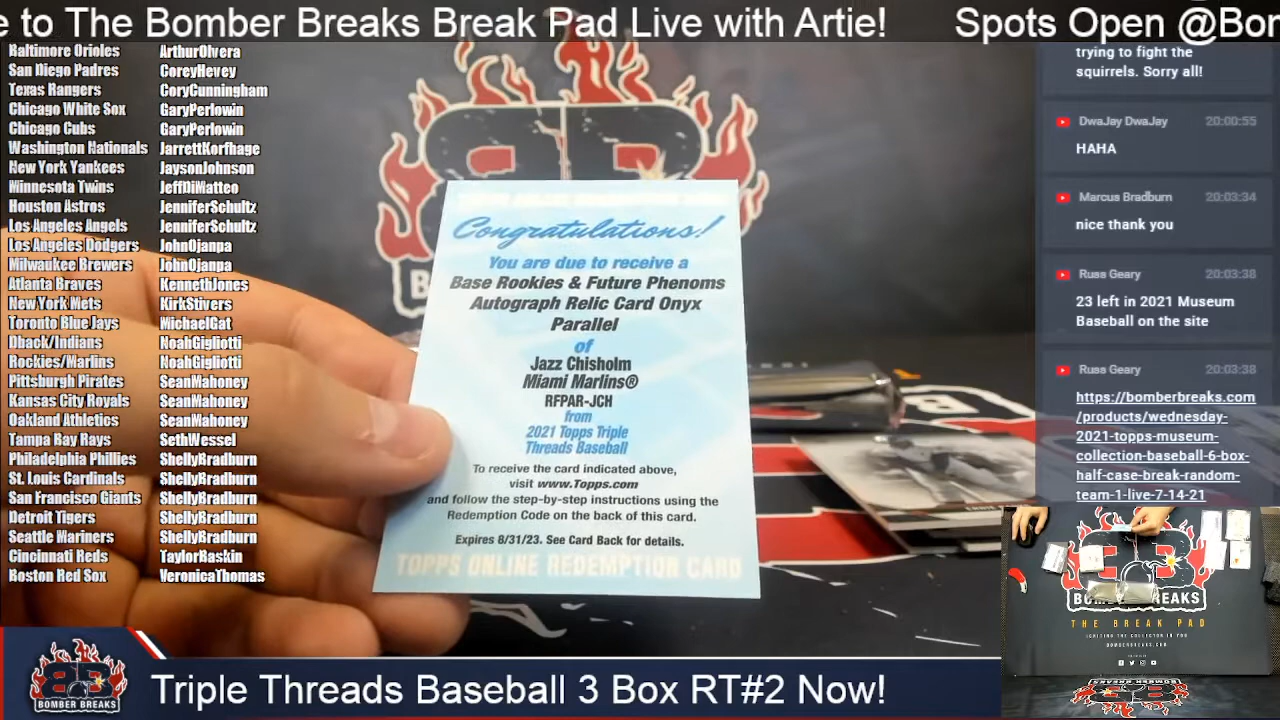 e to The Bomber Breaks Break Pad Live with Artie! Spots Open @Bor
Baltimore Orioles ArthurOlvera
San Diego Padres CoreyHevey
Texas Rangers CoryCunningham
Chicago White Sox GaryPerlowin
Chicago Cubs GaryPerlowin
Washington Nationals JarrettKorfhage
New York Yankees JaysonJohnson
Minnesota Twins JeffDiMatteo
Houston Astros JenniferSchultz
Los Angeles Angels JenniferSchultz
Los Angeles Dodgers JohnOjanpa
Milwaukee Brewers JohnOjanpa
Atlanta Braves KennethJones
New York Mets KirkStivers
Toronto Blue Jays MichaelGat
Dback/Indians NoahGigliotti
Rockies/Marlins NoahGigliotti
Pittsburgh Pirates SeanMahoney
Kansas City Royals SeanMahoney
Oakland Athletics SeanMahoney
Tampa Ray Rays SethWessel
Philadelphia Phillies ShellyBradburn
St. Louis Cardinals ShellyBradburn
San Francisco Giants ShellyBradburn
Detroit Tigers ShellyBradburn
Seattle Mariners ShellyBradburn
Cincinnati Reds TaylorRaskin
Boston Red Sox VeronicaThomas
Congratulations!
You are due to receive a
Base Rookies & Future Phenoms
Autograph Relic Card Onyx
Parallel
of
Jazz Chisholm
Miami Marlins®
RFPAR-JCH
from
2021 Topps Triple
Threads Baseball
To receive the card indicated above,
visit www.Topps.com
and follow the step-by-step instructions using the
Redemption Code on the back of this card.
Expires 8/31/23. See Card Back for details.
TOPPS ONLINE REDEMPTION CARD
trying to fight the
squirrels. Sorry all!
DwaJay DwaJay 20:00:55
HAHA
Marcus Bradburn 20:03:34
nice thank you
Russ Geary 20:03:38
23 left in 2021 Museum
Baseball on the site
Russ Geary 20:03:38
https://bomberbreaks.com
/products/wednesday-
2021-topps-museum-
collection-baseball-6-box-
half-case-break-random-
team-1-live-7-14-21
BOMBER BREAKS
THE BREAK PAD
IGNITING THE COLLECTOR IN YOU
BOMBERBREAKS.COM
BOMBER BREAKS
BOMBER BREAKS
Triple Threads Baseball 3 Box RT#2 Now!